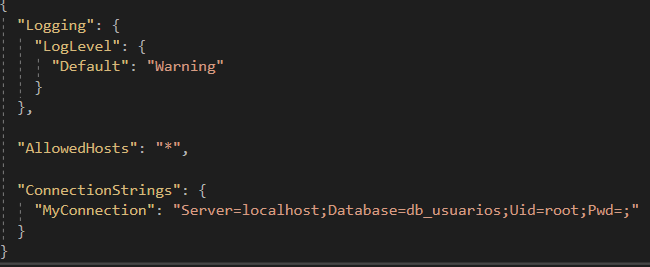 {
"Logging": {
"LogLevel": {
"Default": "Warning"
}
},
"AllowedHosts": "*",
"ConnectionStrings": {
"MyConnection": "Server=localhost;Database=db_usuarios;Uid=root;Pwd=;"
}
}